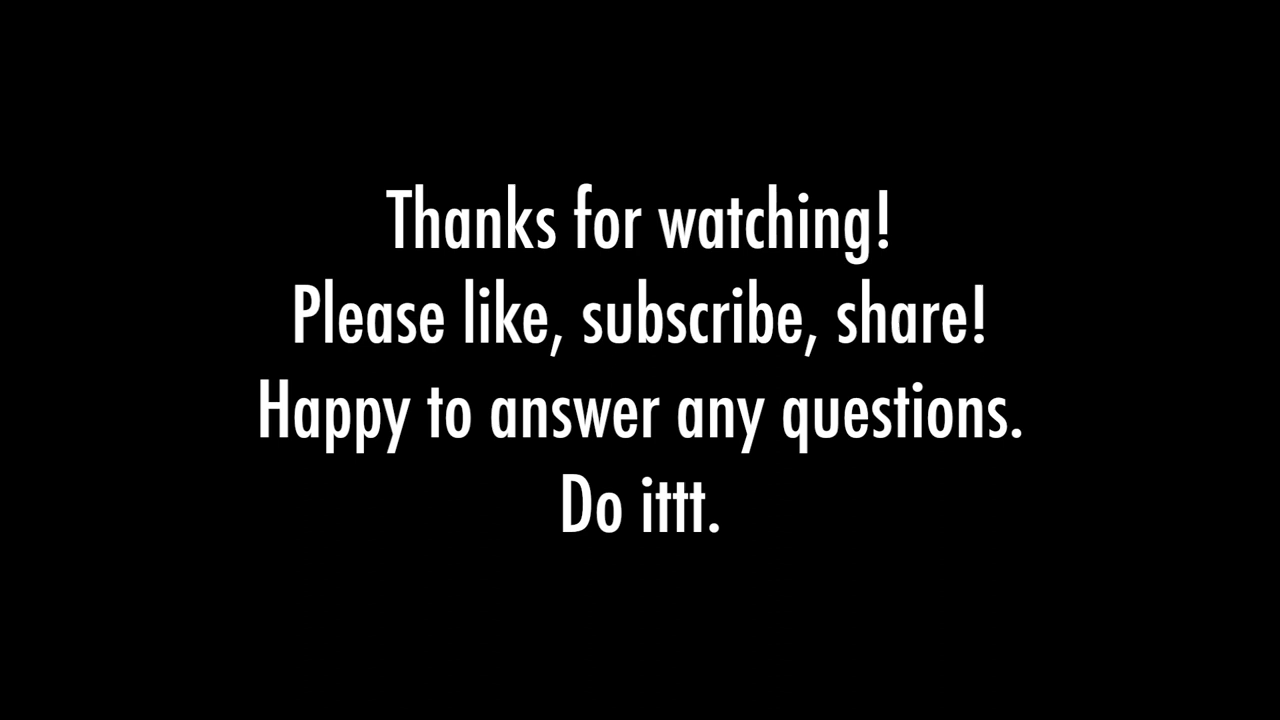 Thanks for watching!
Please like, subscribe, share!
Happy to answer any questions.
Do ittt.